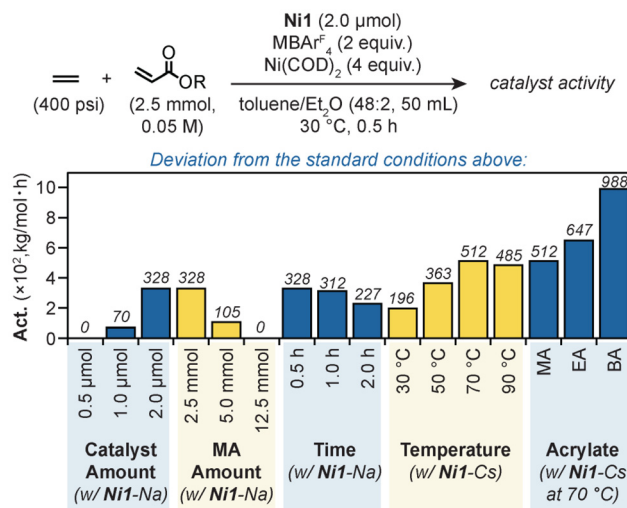 Ni1 (2.0 μmol)
MBArF4 (2 equiv.)
Ni(COD)2 (4 equiv.)
+
O
OR
catalyst activity
(400 psi)
(2.5 mmol,
0.05 M)
toluene/Et2O (48:2, 50 mL)
30 °C, 0.5 h
Deviation from the standard conditions above:
Act. (×10²,kg/mol·h)
10
8
6
4
2
0
0 70 328 328 105 0 328 312 227 196 363 512 485 512 647 988
0.5 μmol 1.0 μmol 2.0 μmol 2.5 mmol 5.0 mmol 12.5 mmol 0.5 h 1.0 h 2.0 h 30 °C 50 °C 70 °C 90 °C MA EA BA
Catalyst
Amount
(w/ Ni1-Na)
MA
Amount
(w/ Ni1-Na)
Time
(w/ Ni1-Na)
Temperature
(w/ Ni1-Cs)
Acrylate
(w/ Ni1-Cs
at 70 °C)